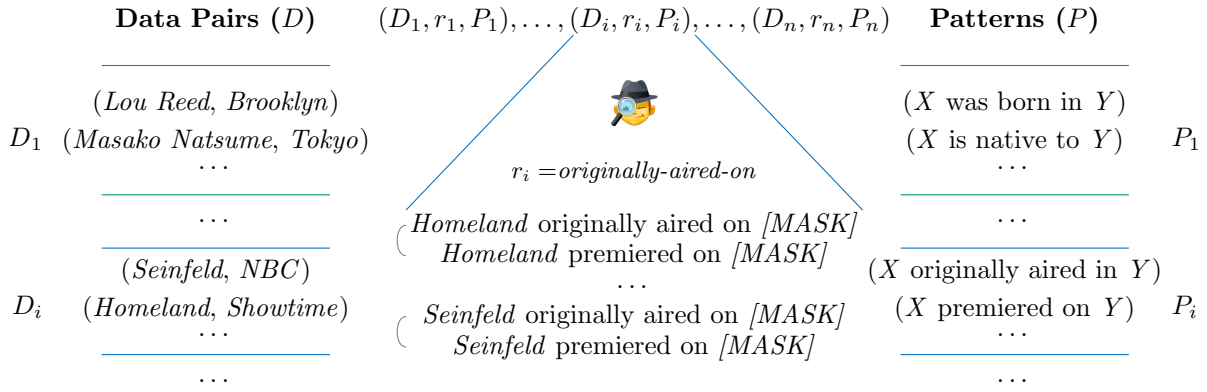 Data Pairs (D)
(D₁, r₁, P₁), . . . , (Dᵢ, rᵢ, Pᵢ), . . . , (Dₙ, rₙ, Pₙ)
Patterns (P)
D₁
(Lou Reed, Brooklyn)
(Masako Natsume, Tokyo)
. . .
. . .
Dᵢ
(Seinfeld, NBC)
(Homeland, Showtime)
. . .
. . .
rᵢ =originally-aired-on
Homeland originally aired on [MASK]
Homeland premiered on [MASK]
. . .
Seinfeld originally aired on [MASK]
Seinfeld premiered on [MASK]
(X was born in Y)
(X is native to Y)
. . .
P₁
. . .
(X originally aired in Y)
(X premiered on Y)
. . .
Pᵢ
. . .